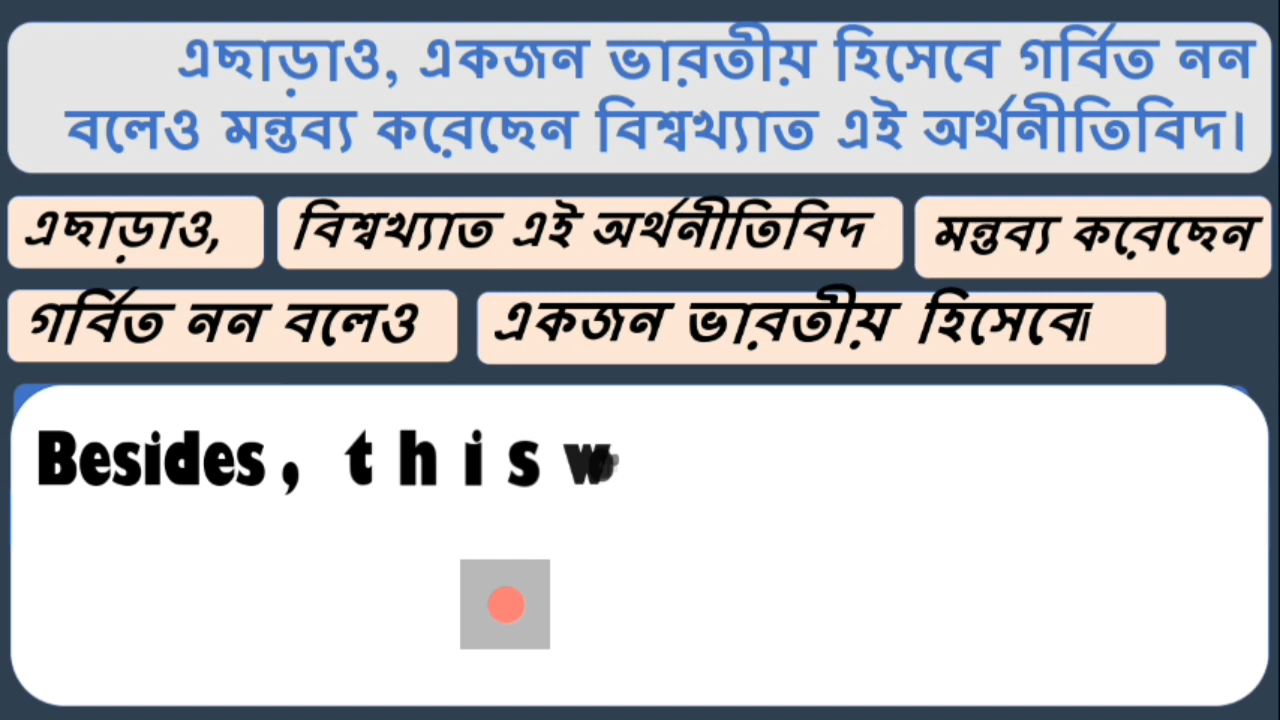 এছাড়াও, একজন ভারতীয় হিসেবে গর্বিত নন
বলেও মন্তব্য করেছেন বিশ্বখ্যাত এই অর্থনীতিবিদ।
এছাড়াও, বিশ্বখ্যাত এই অর্থনীতিবিদ মন্তব্য করেছেন
গর্বিত নন বলেও একজন ভারতীয় হিসেবে।
Besides, this w